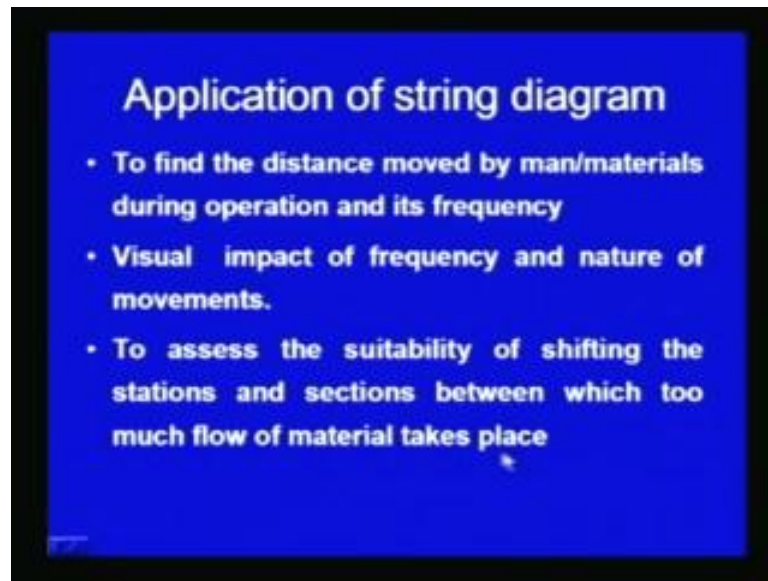 Application of string diagram
• To find the distance moved by man/materials
during operation and its frequency
• Visual impact of frequency and nature of
movements.
• To assess the suitability of shifting the
stations and sections between which too
much flow of material takes place